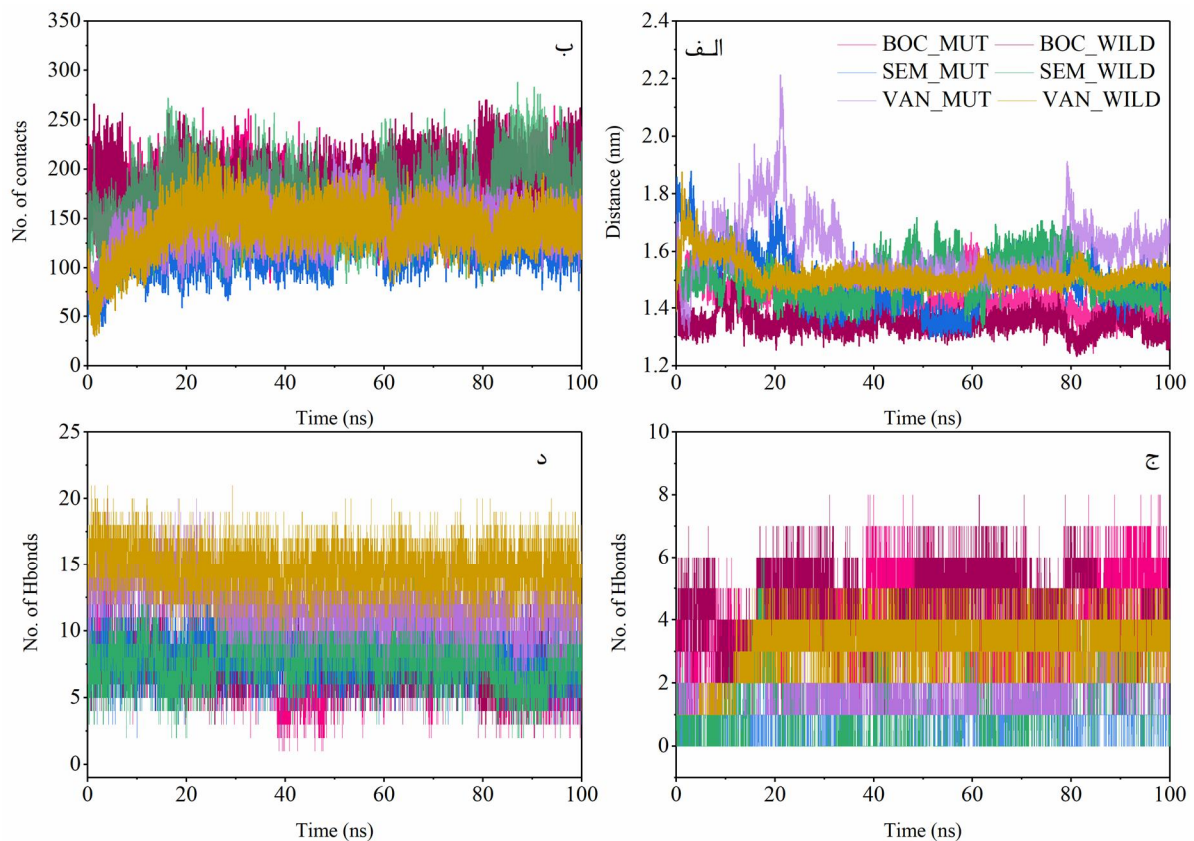 ب
350
300
250
200
150
100
50
0
No. of contacts
0 20 40 60 80 100
Time (ns)
الـف
BOC_MUT BOC_WILD
SEM_MUT SEM_WILD
VAN_MUT VAN_WILD
2.4
2.2
2.0
1.8
1.6
1.4
1.2
Distance (nm)
0 20 40 60 80 100
Time (ns)
د
25
20
15
10
5
0
No. of Hbonds
0 20 40 60 80 100
Time (ns)
ج
10
8
6
4
2
0
No. of Hbonds
0 20 40 60 80 100
Time (ns)